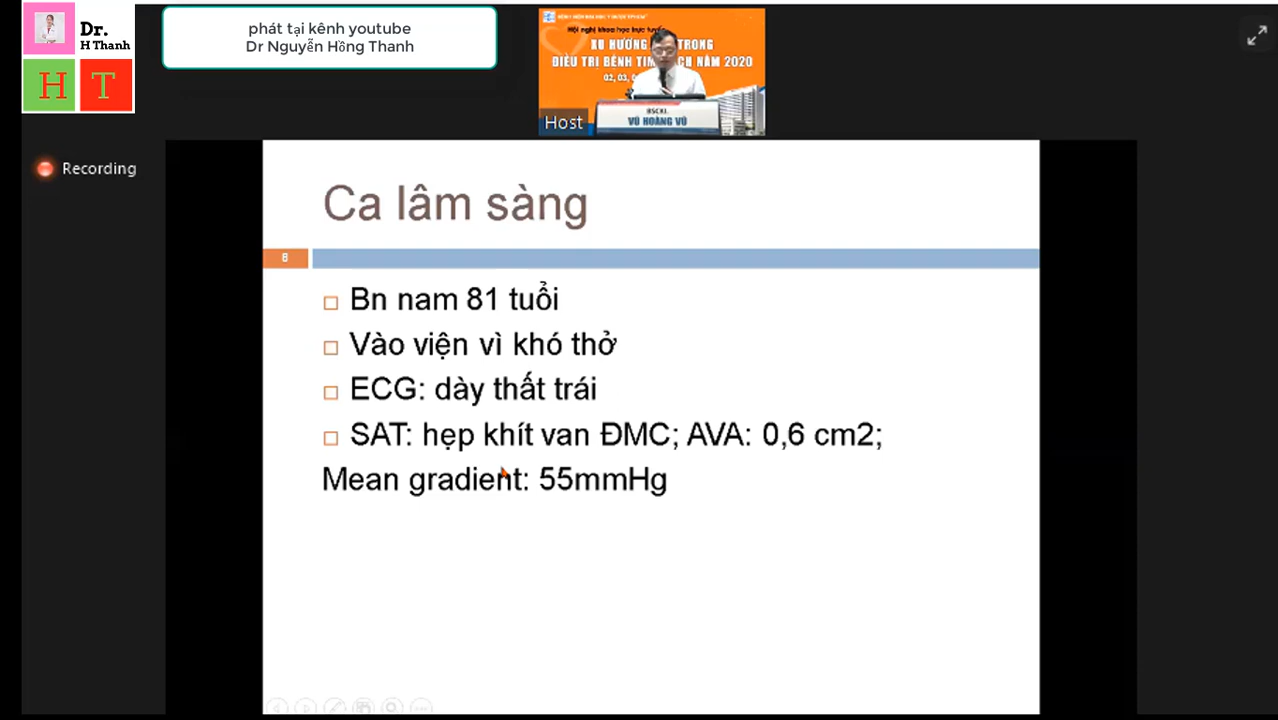 Dr.
H Thanh
H T
phát tại kênh youtube
Dr Nguyễn Hồng Thanh
Hội nghị khoa học trực tuyến
XU HƯỚNG TRONG
ĐIỀU TRỊ BỆNH TIM CH NĂM 2020
02, 03,
BSCKI.
VŨ HOÀNG VŨ
Host
Recording
Ca lâm sàng
8
Bn nam 81 tuổi
Vào viện vì khó thở
ECG: dày thất trái
SAT: hẹp khít van ĐMC; AVA: 0,6 cm2;
Mean gradient: 55mmHg